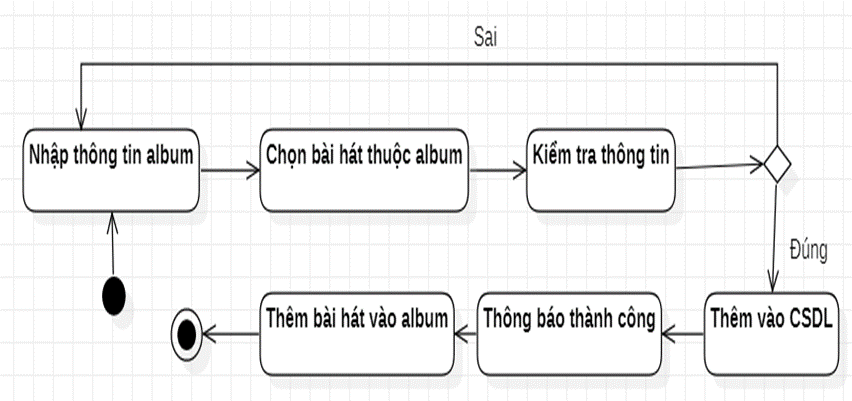 Sai
Nhập thông tin album
Chọn bài hát thuộc album
Kiểm tra thông tin
Đúng
Thêm bài hát vào album
Thông báo thành công
Thêm vào CSDL